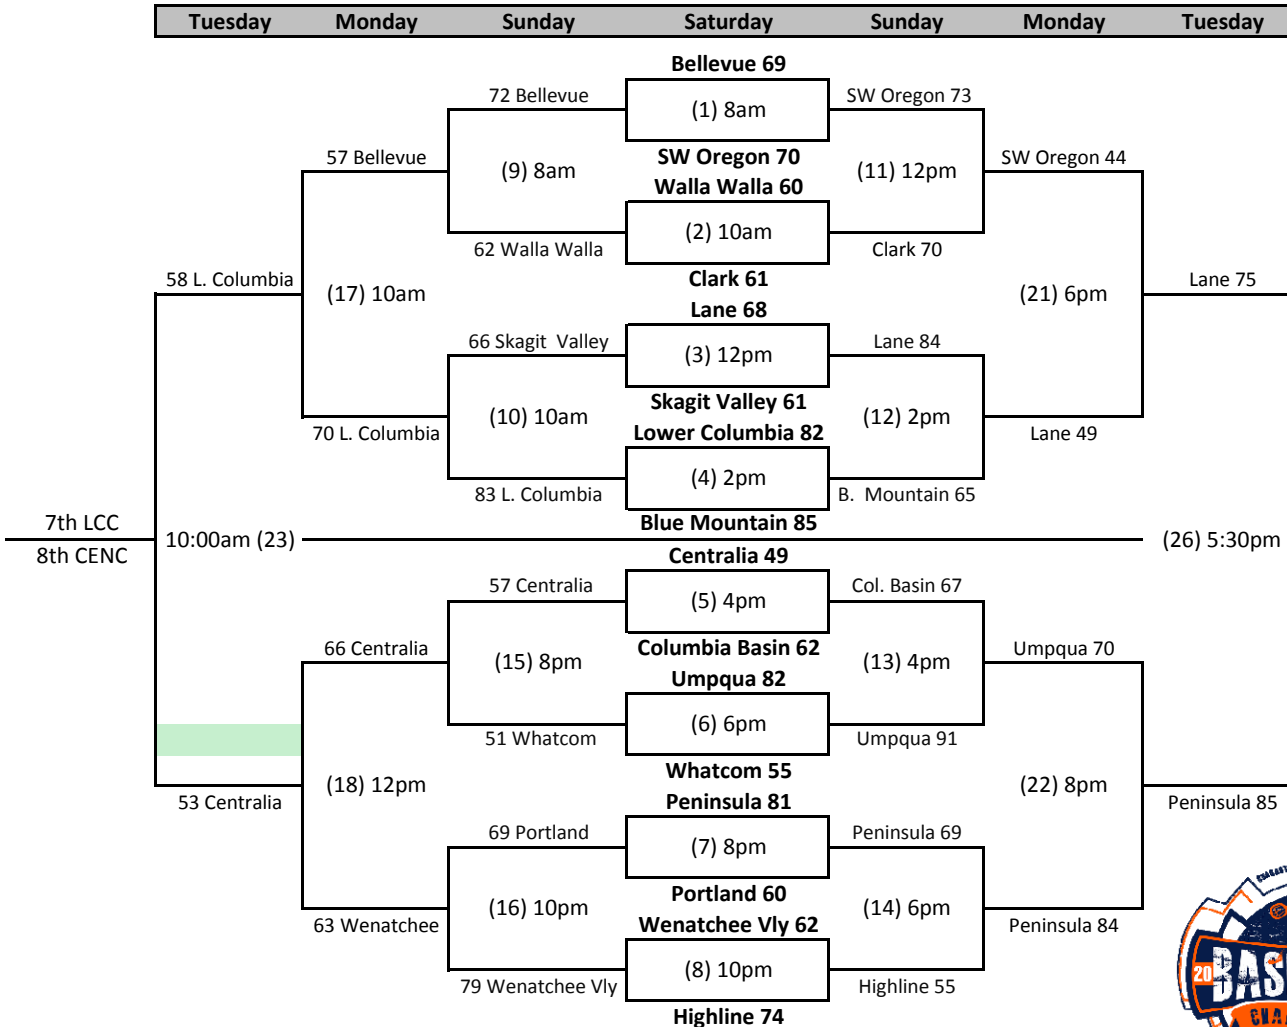 Tuesday Monday Sunday Saturday Sunday Monday Tuesday
Bellevue 69
72 Bellevue (1) 8am SW Oregon 73
57 Bellevue (9) 8am SW Oregon 70 (11) 12pm SW Oregon 44
Walla Walla 60
62 Walla Walla (2) 10am Clark 70
58 L. Columbia (17) 10am Clark 61 (21) 6pm Lane 75
Lane 68
66 Skagit Valley (3) 12pm Lane 84
(10) 10am Skagit Valley 61 (12) 2pm
70 L. Columbia Lower Columbia 82 Lane 49
83 L. Columbia (4) 2pm B. Mountain 65
7th LCC Blue Mountain 85
10:00am (23) (26) 5:30pm
8th CENC Centralia 49
57 Centralia (5) 4pm Col. Basin 67
66 Centralia (15) 8pm Columbia Basin 62 (13) 4pm Umpqua 70
Umpqua 82
51 Whatcom (6) 6pm Umpqua 91
Whatcom 55
53 Centralia (18) 12pm Peninsula 81 (22) 8pm Peninsula 85
69 Portland (7) 8pm Peninsula 69
(16) 10pm Portland 60 (14) 6pm
63 Wenatchee Wenatchee Vly 62 Peninsula 84
79 Wenatchee Vly (8) 10pm Highline 55
Highline 74
20 BAS
CHA